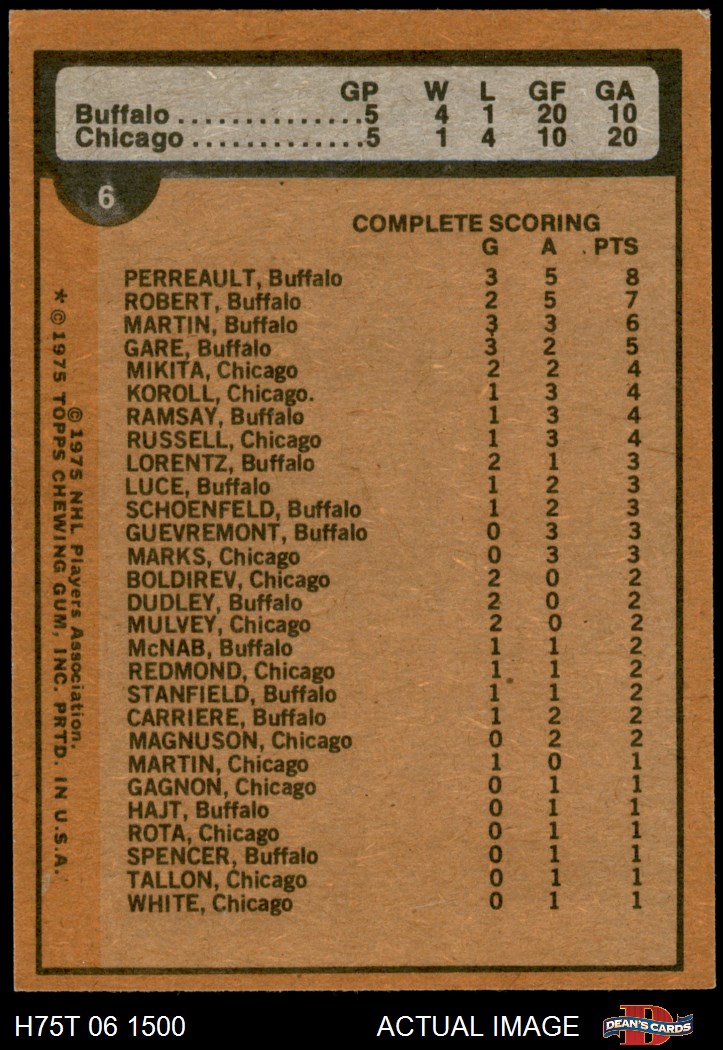 GP W L GF GA
Buffalo..............5 4 1 20 10
Chicago.............5 1 4 10 20
6
COMPLETE SCORING
G A PTS
PERREAULT, Buffalo 3 5 8
ROBERT, Buffalo 2 5 7
MARTIN, Buffalo 3 3 6
GARE, Buffalo 3 2 5
MIKITA, Chicago 2 2 4
KOROLL, Chicago. 1 3 4
RAMSAY, Buffalo 1 3 4
RUSSELL, Chicago 1 3 4
LORENTZ, Buffalo 2 1 3
LUCE, Buffalo 1 2 3
SCHOENFELD, Buffalo 1 2 3
GUEVREMONT, Buffalo 0 3 3
MARKS, Chicago 0 3 3
BOLDIREV, Chicago 2 0 2
DUDLEY, Buffalo 2 0 2
MULVEY, Chicago 2 0 2
McNAB, Buffalo 1 1 2
REDMOND, Chicago 1 1 2
STANFIELD, Buffalo 1 1 2
CARRIERE, Buffalo 1 2 2
MAGNUSON, Chicago 0 2 2
MARTIN, Chicago 1 0 1
GAGNON, Chicago 0 1 1
HAJT, Buffalo 0 1 1
ROTA, Chicago 0 1 1
SPENCER, Buffalo 0 1 1
TALLON, Chicago 0 1 1
WHITE, Chicago 0 1 1
© 1975 NHL Players Association.
* © 1975 TOPPS CHEWING GUM, INC. PRTD. IN U.S.A.
H75T 06 1500 ACTUAL IMAGE
D
DEAN'S CARDS